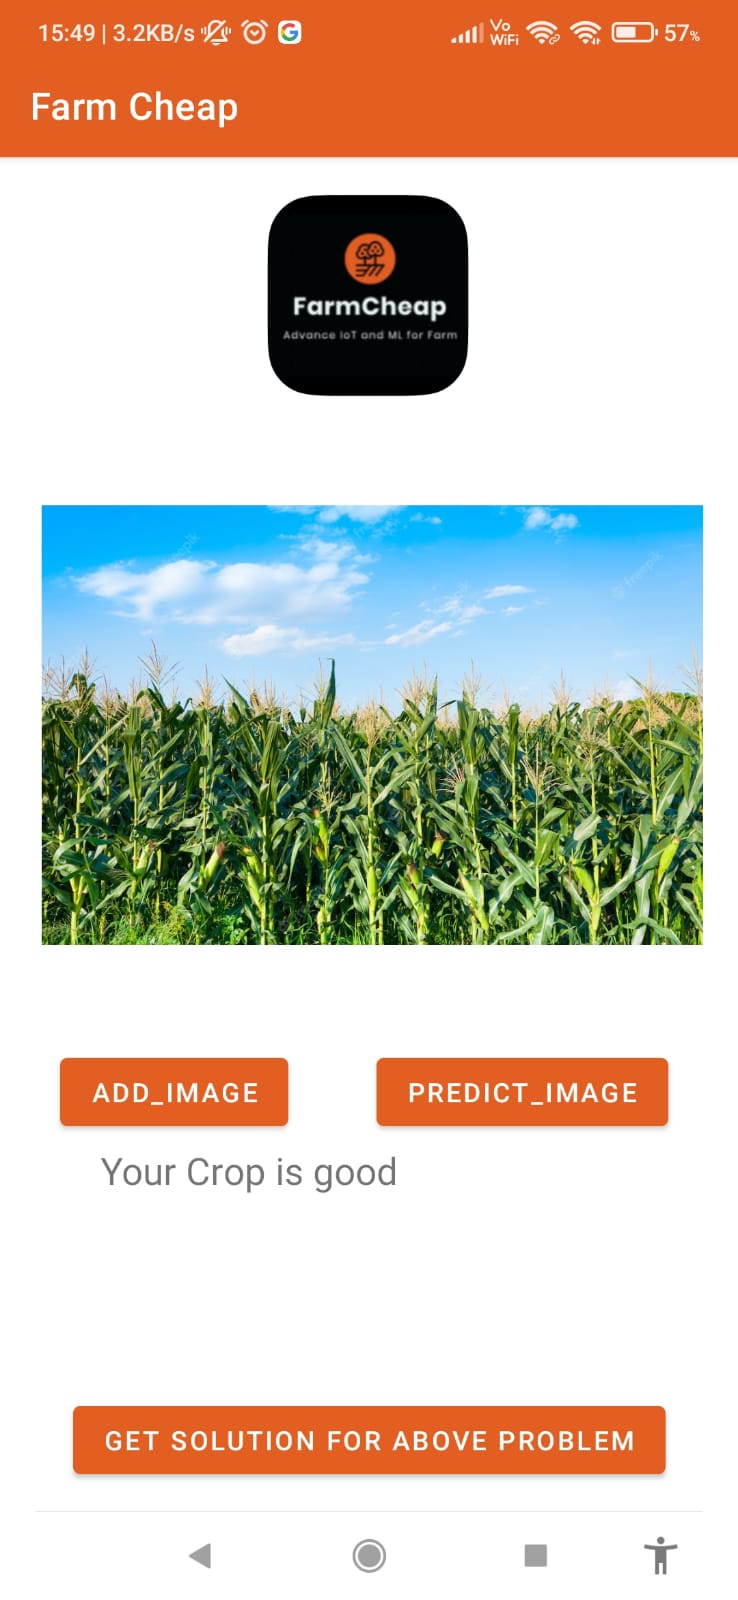 15:49 | 3.2KB/s
Vo
WiFi
57%
Farm Cheap
FarmCheap
Advance IoT and ML for Farm
freepik
ADD_IMAGE
PREDICT_IMAGE
Your Crop is good
GET SOLUTION FOR ABOVE PROBLEM